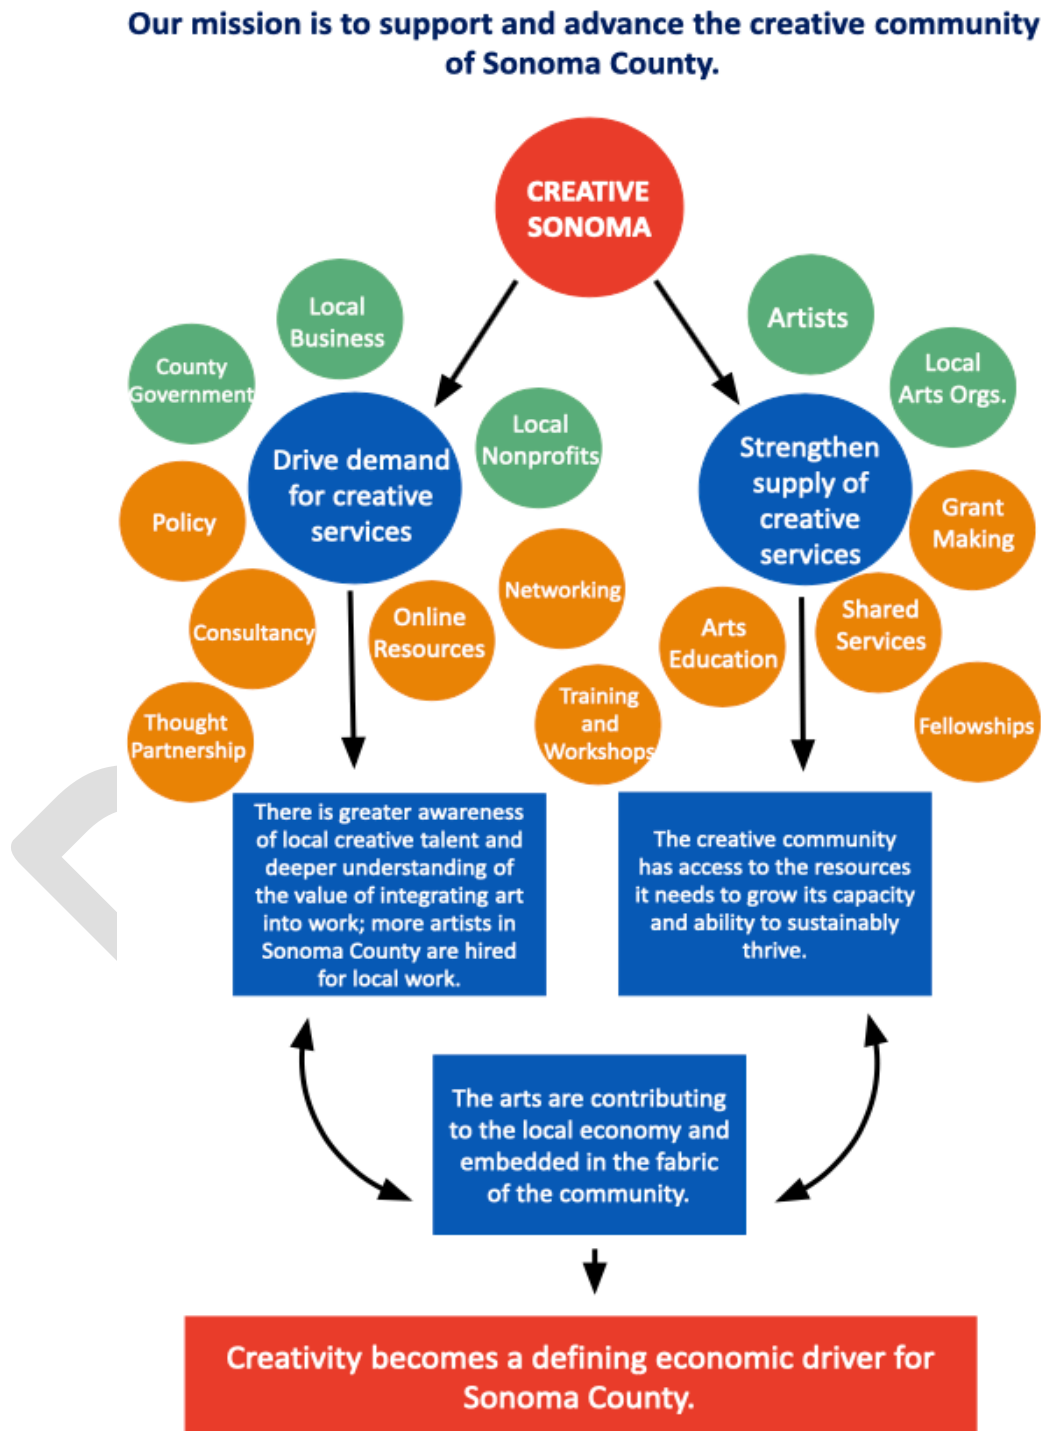 Our mission is to support and advance the creative community
of Sonoma County.
CREATIVE
SONOMA
Local
Business
County
Government
Local
Nonprofits
Drive demand
for creative
services
Policy
Consultancy
Online
Resources
Networking
Thought
Partnership
Training
and
Workshops
Artists
Local
Arts Orgs.
Strengthen
supply of
creative
services
Grant
Making
Arts
Education
Shared
Services
Fellowships
There is greater awareness
of local creative talent and
deeper understanding of
the value of integrating art
into work; more artists in
Sonoma County are hired
for local work.
The creative community
has access to the resources
it needs to grow its capacity
and ability to sustainably
thrive.
The arts are contributing
to the local economy and
embedded in the fabric
of the community.
Creativity becomes a defining economic driver for
Sonoma County.